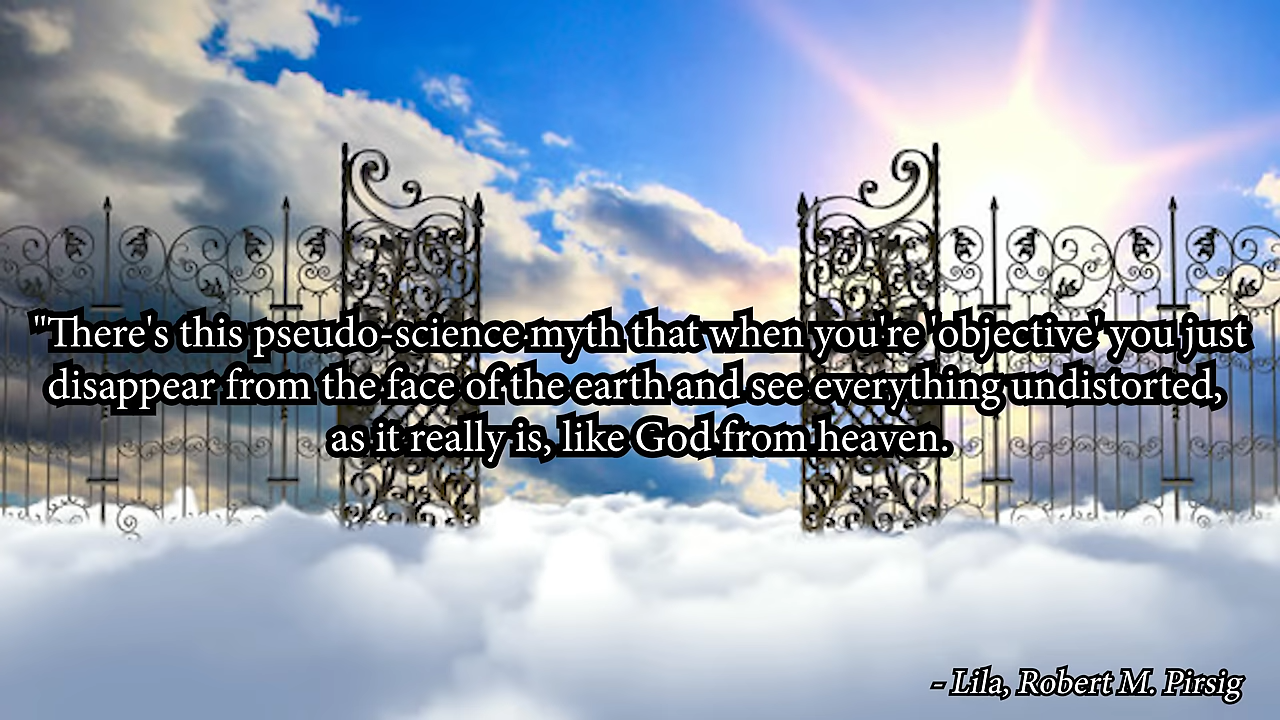 "There's this pseudo-science myth that when you're 'objective' you just
disappear from the face of the earth and see everything undistorted,
as it really is, like God from heaven.
- Lila, Robert M. Pirsig